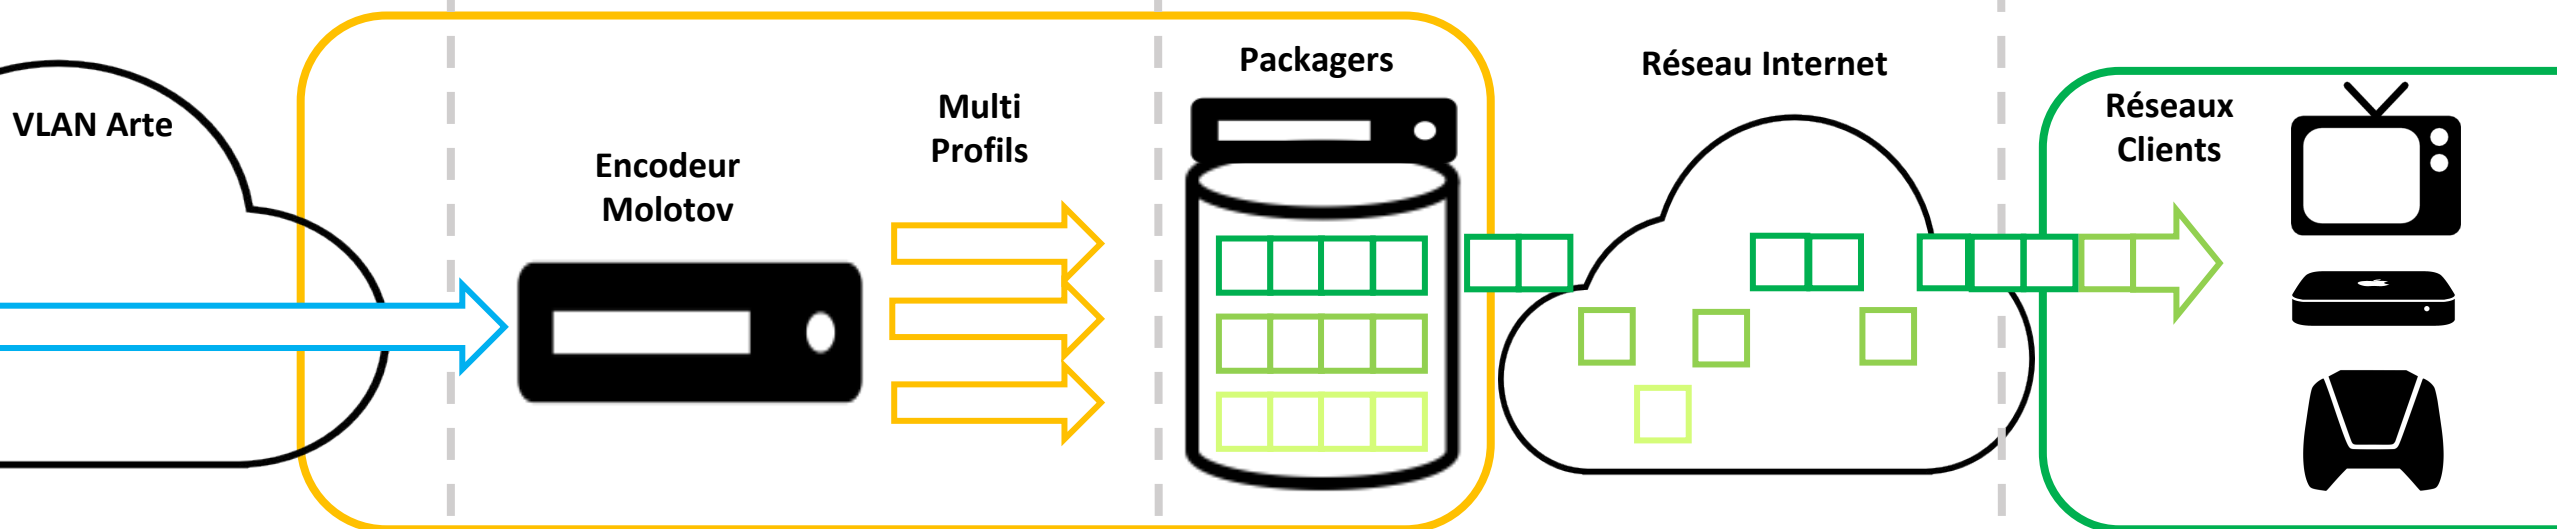 VLAN Arte
Encodeur
Molotov
Multi
Profils
Packagers
Réseau Internet
Réseaux
Clients